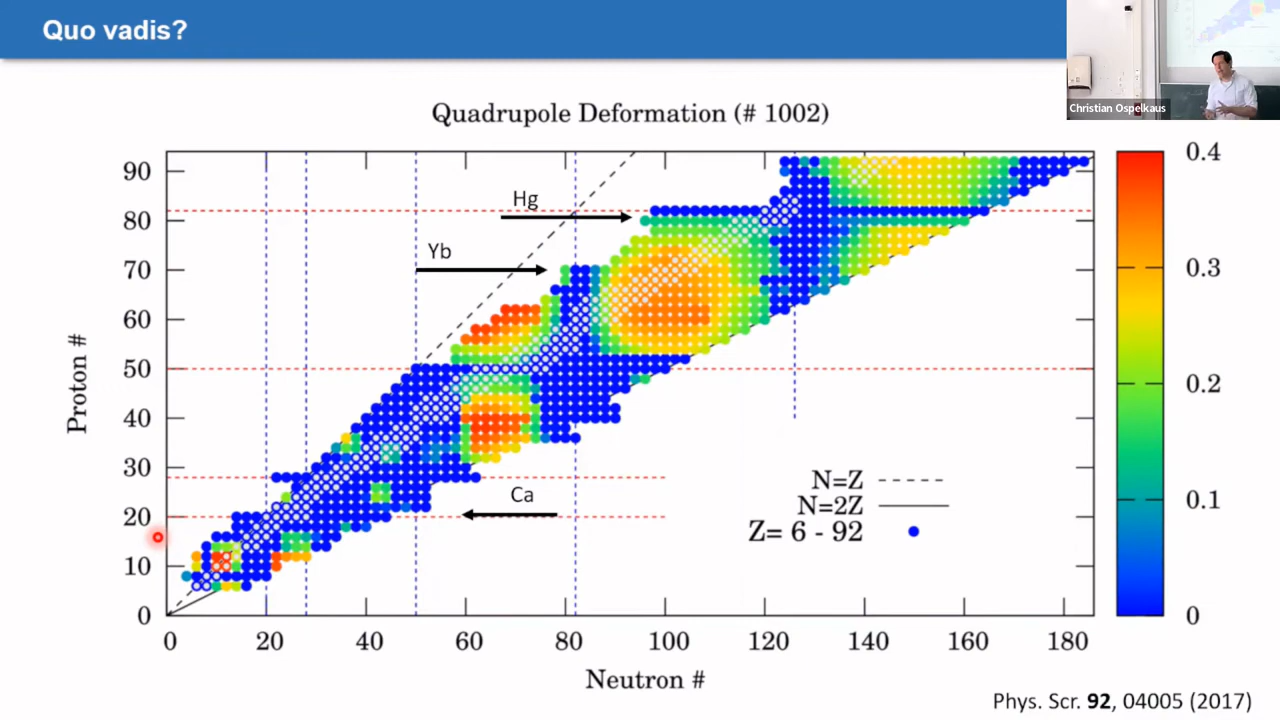 Quo vadis?
Christian Ospelkaus
Quadrupole Deformation (# 1002)
90
80
70
60
50
40
30
20
10
0
Proton #
Hg
Yb
Ca
N=Z
N=2Z
Z= 6 - 92
0.4
0.3
0.2
0.1
0
0
20
40
60
80
100
120
140
160
180
Neutron #
Phys. Scr. 92, 04005 (2017)